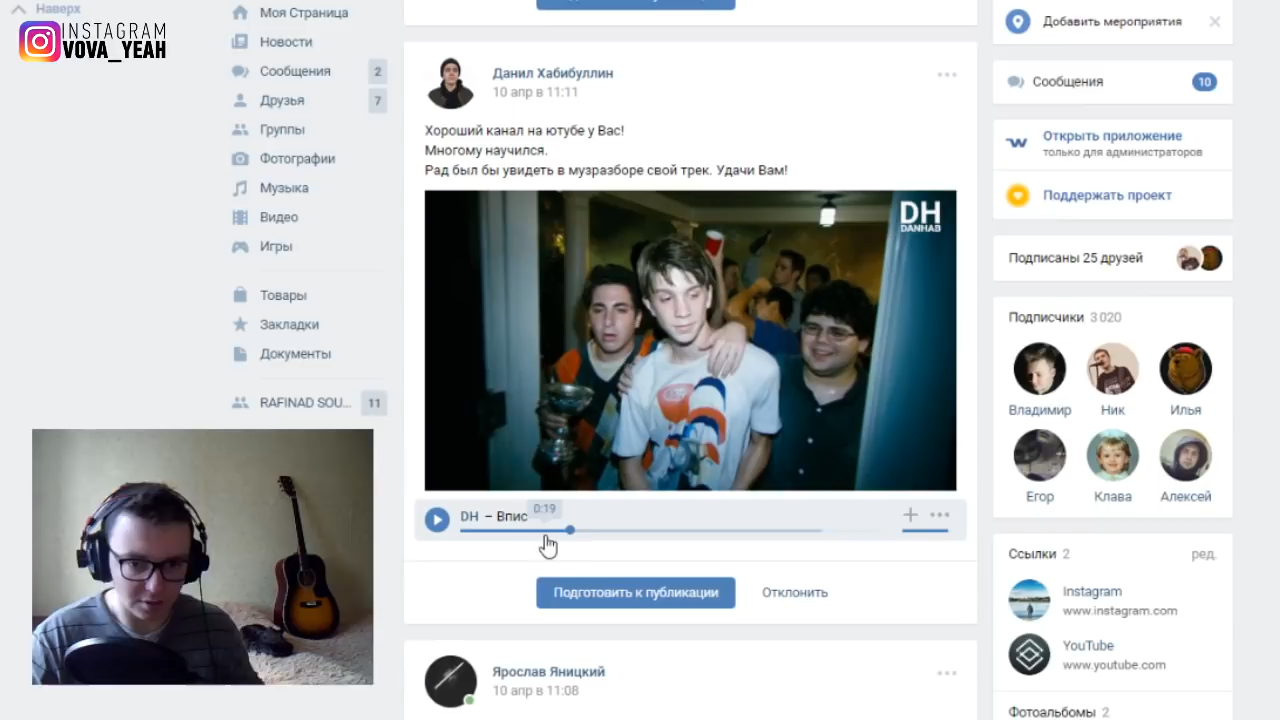 Наверх
INSTAGRAM
VOVA_YEAH
Моя Страница
Новости
Сообщения 2
Друзья 7
Группы
Фотографии
Музыка
Видео
Игры
Товары
Закладки
Документы
RAFINAD SOU... 11
Данил Хабибуллин
10 апр в 11:11
Хороший канал на ютубе у Вас!
Многому научился.
Рад был бы увидеть в музразборе свой трек. Удачи Вам!
DH
DANHAB
0:19
DH – Впис
Подготовить к публикации Отклонить
Ярослав Яницкий
10 апр в 11:08
Добавить мероприятия
Сообщения 10
Открыть приложение
только для администраторов
Поддержать проект
Подписаны 25 друзей
Подписчики 3 020
Владимир Ник Илья
Егор Клава Алексей
Ссылки 2 ред.
Instagram
www.instagram.com
YouTube
www.youtube.com
Фотоальбомы 2